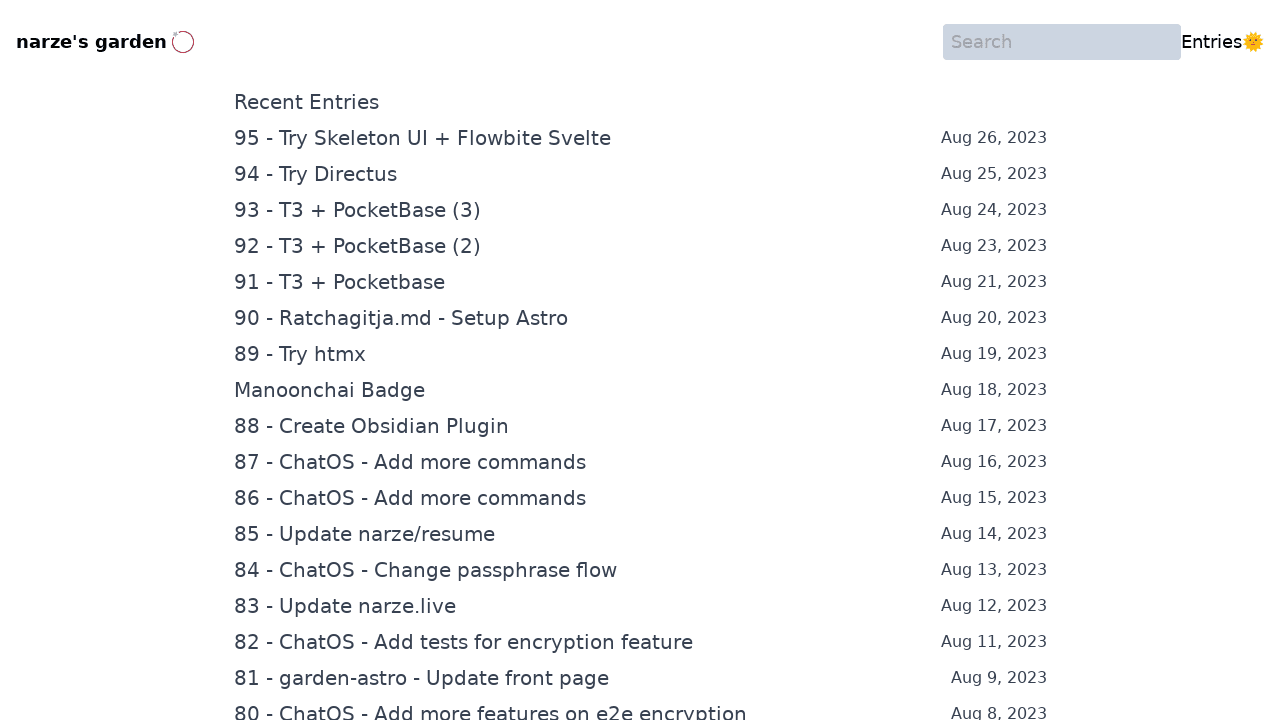 narze's garden
Search
Entries🌞
Recent Entries
95 - Try Skeleton UI + Flowbite Svelte Aug 26, 2023
94 - Try Directus Aug 25, 2023
93 - T3 + PocketBase (3) Aug 24, 2023
92 - T3 + PocketBase (2) Aug 23, 2023
91 - T3 + Pocketbase Aug 21, 2023
90 - Ratchagitja.md - Setup Astro Aug 20, 2023
89 - Try htmx Aug 19, 2023
Manoonchai Badge Aug 18, 2023
88 - Create Obsidian Plugin Aug 17, 2023
87 - ChatOS - Add more commands Aug 16, 2023
86 - ChatOS - Add more commands Aug 15, 2023
85 - Update narze/resume Aug 14, 2023
84 - ChatOS - Change passphrase flow Aug 13, 2023
83 - Update narze.live Aug 12, 2023
82 - ChatOS - Add tests for encryption feature Aug 11, 2023
81 - garden-astro - Update front page Aug 9, 2023
80 - ChatOS - Add more features on e2e encryption Aug 8, 2023